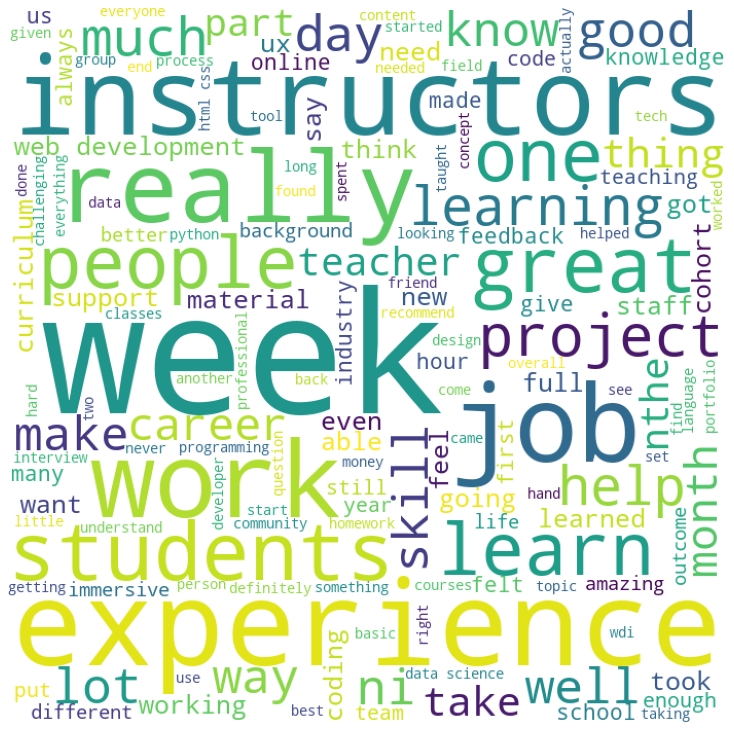 us
everyone
given
group
process
end
always
much
part
ux
online
html css
tool
day
say
content
started
need
needed
know
field
code
made
actually
good
knowledge
tech
instructors
web development
think
long
spent
concept
taught
one
thing
teaching
challenging
everything
done
data
really
found
learning
got
worked
curriculum
better
python
background
looking
feedback
helped
people
teacher
great
cohort
support
material
friend
new
give
staff
classes
industry
recommend
project
professional
week
hour
design
overall
another
back
come
full
see
hard
two
make
career
even
job
nthe
find
language
portfolio
interview
never
programming
able
feel
came
first
set
many
work
question
money
skill
still
hand
help
month
want
developer
start
year
going
life
learned
outcome
little
understand
community
homework
students
learn
getting
immersive
person
definitely
something
courses
felt
topic
amazing
experience
basic
right
wdi
lot
way
ni
coding
data science
take
well
took
put
use
enough
different
working
best
team
school
taking